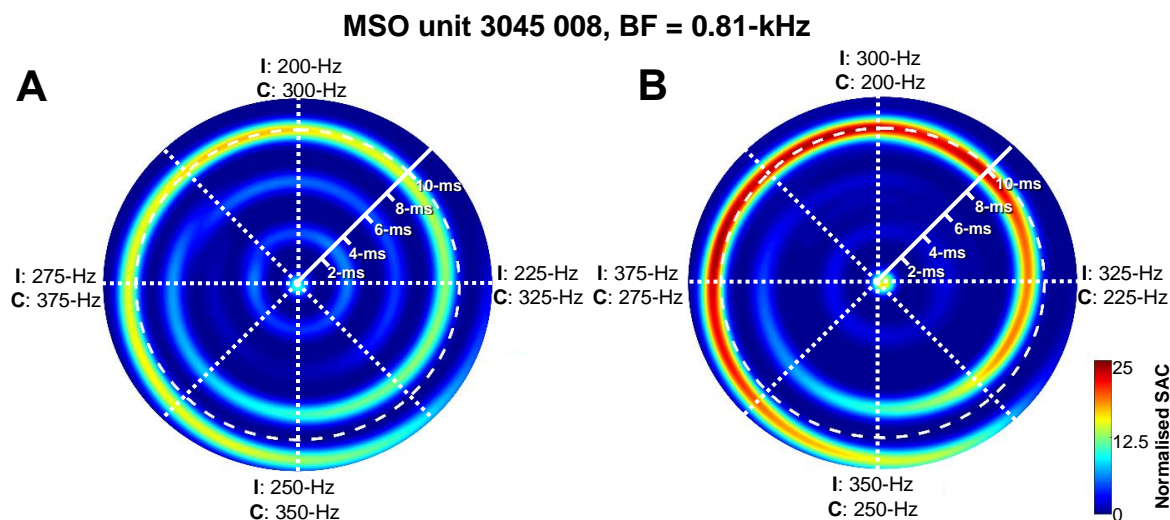 MSO unit 3045 008, BF = 0.81-kHz
A
I: 200-Hz
C: 300-Hz
10-ms
8-ms
6-ms
4-ms
2-ms
I: 275-Hz
C: 375-Hz
I: 225-Hz
C: 325-Hz
I: 250-Hz
C: 350-Hz
B
I: 300-Hz
C: 200-Hz
10-ms
8-ms
6-ms
4-ms
2-ms
I: 375-Hz
C: 275-Hz
I: 325-Hz
C: 225-Hz
I: 350-Hz
C: 250-Hz
25
12.5
0
Normalised SAC